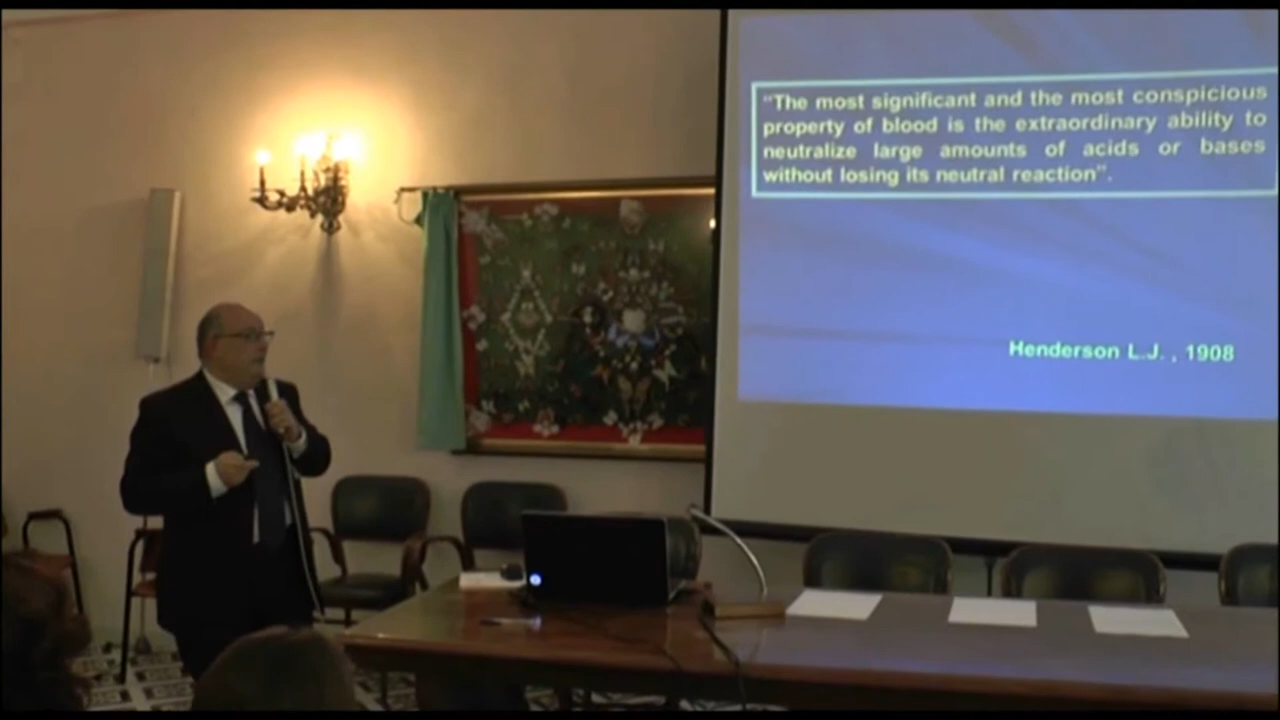 "The most significant and the most conspicious
property of blood is the extraordinary ability to
neutralize large amounts of acids or bases
without losing its neutral reaction".
Henderson L.J. , 1908